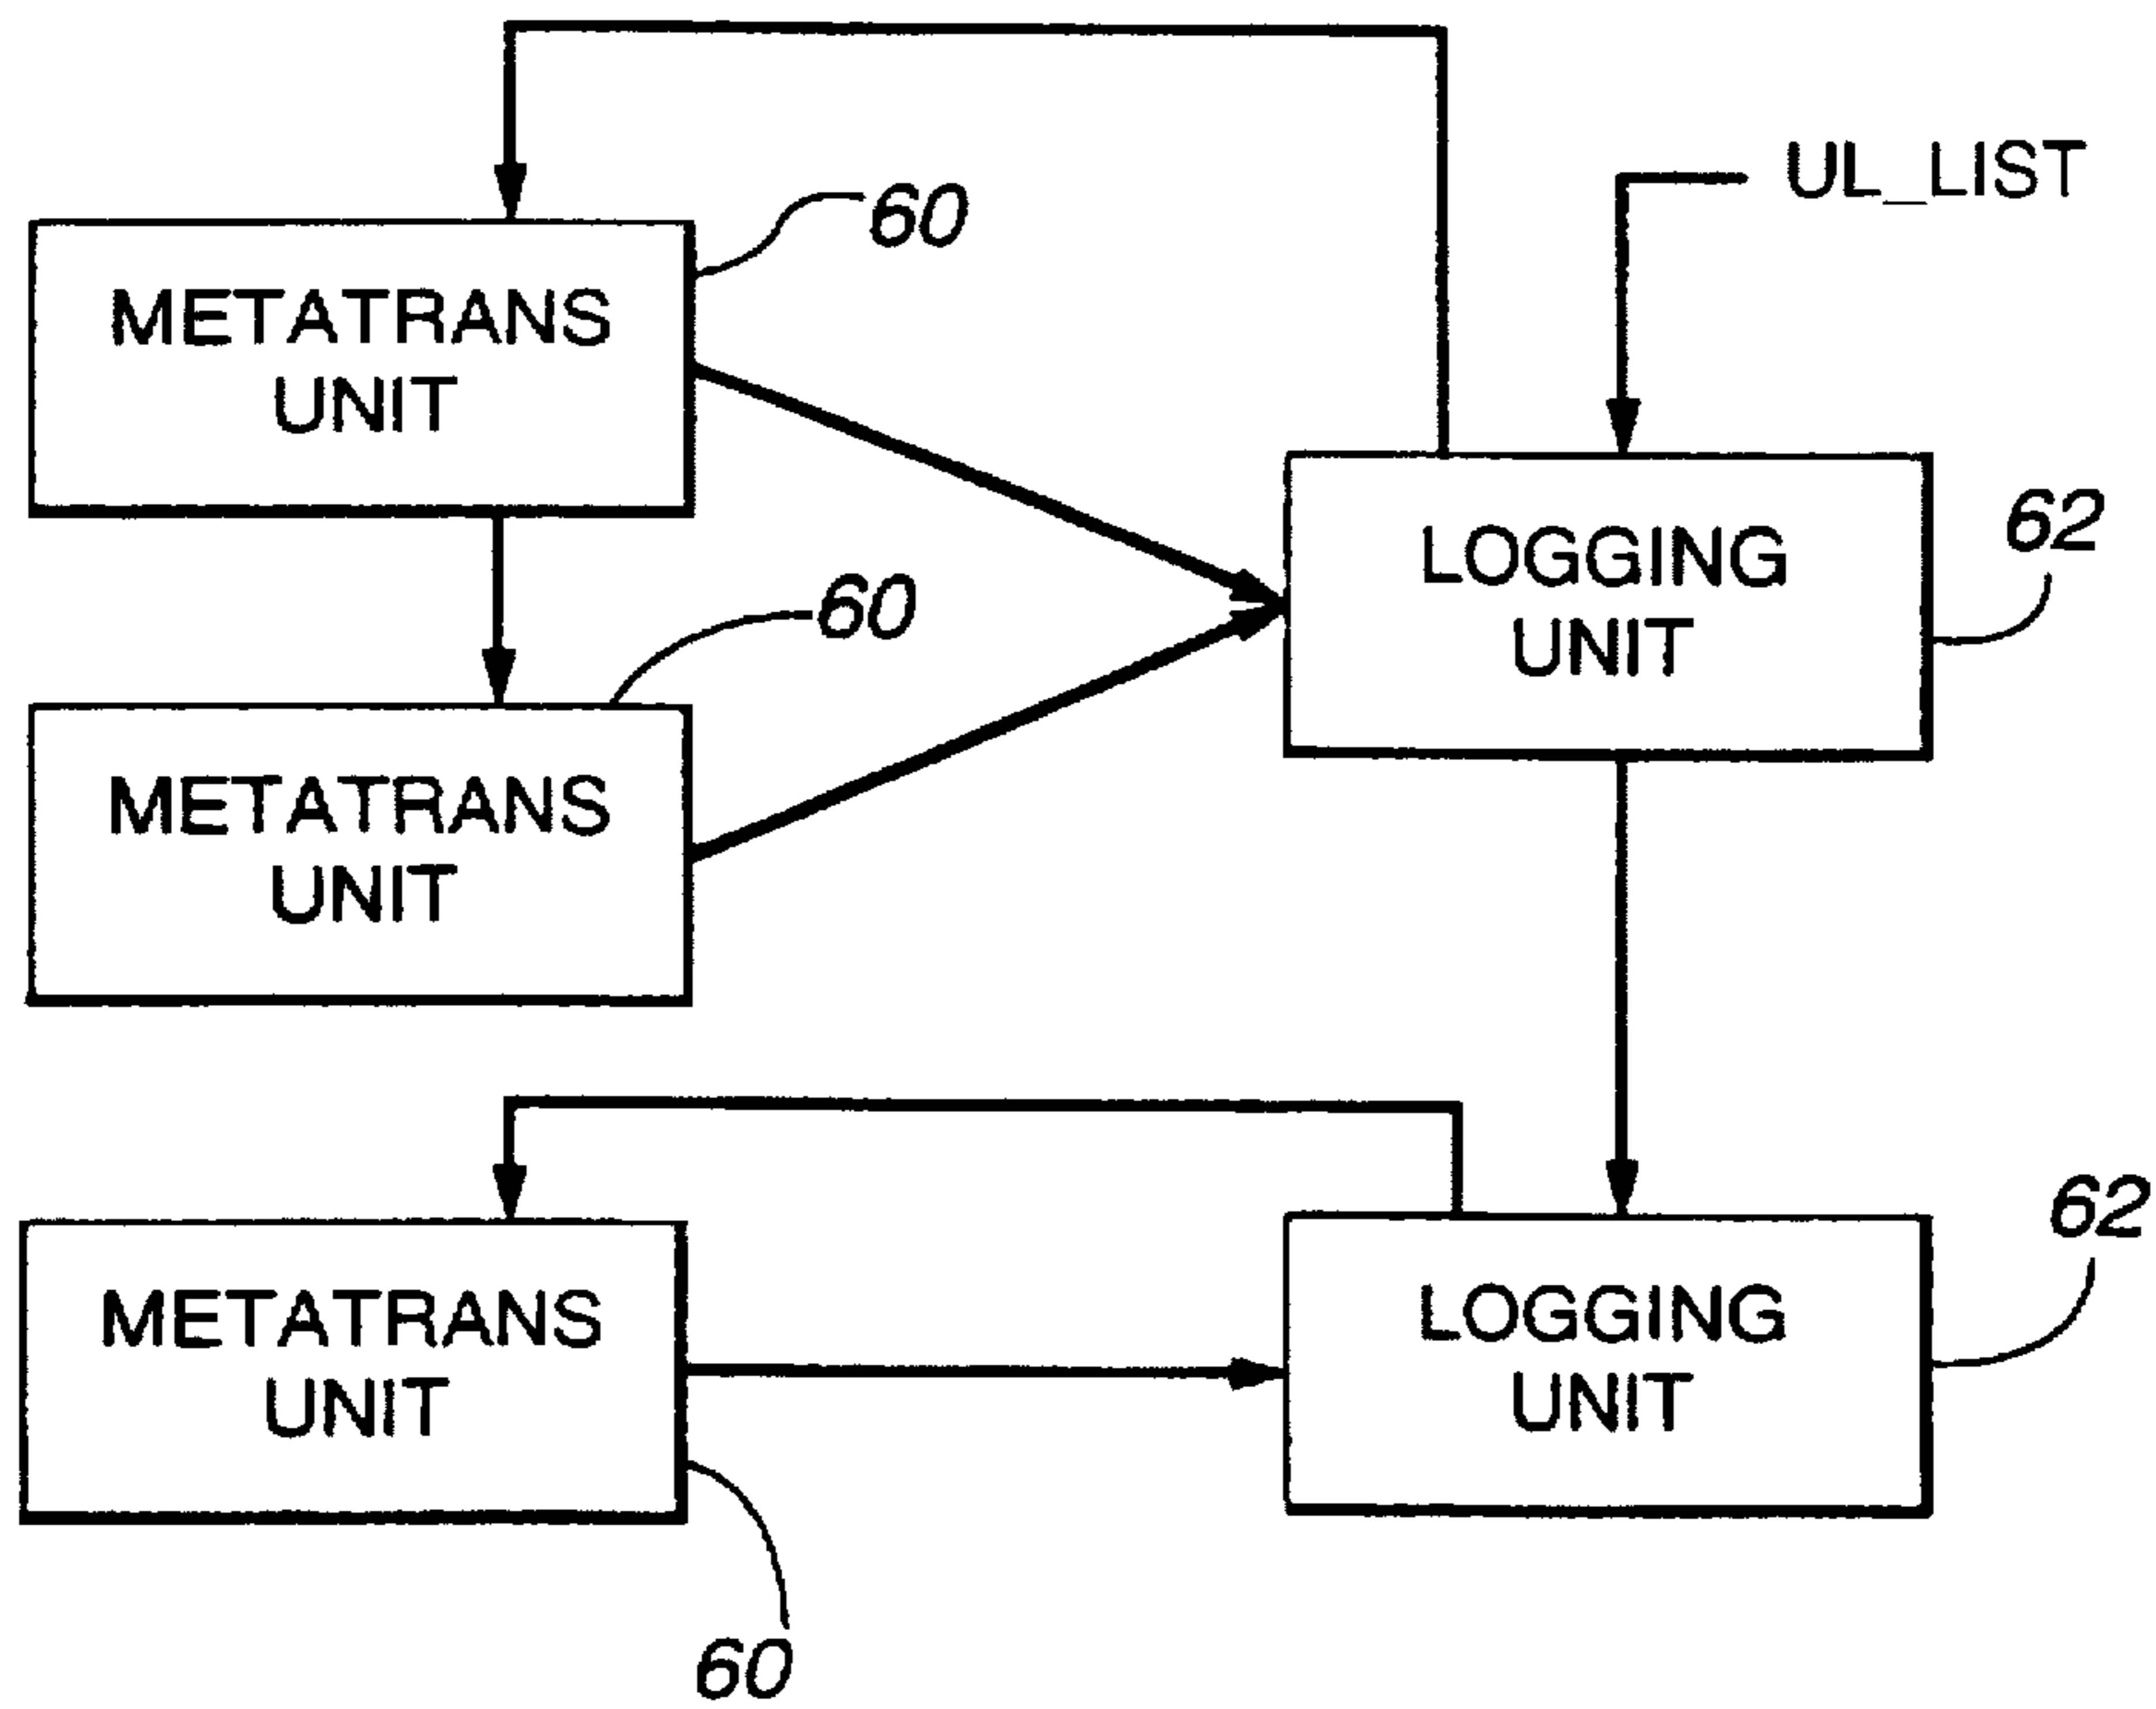 UL_LIST
60
METATRANS
UNIT
62
LOGGING
UNIT
60
METATRANS
UNIT
62
METATRANS
UNIT
LOGGING
UNIT
60